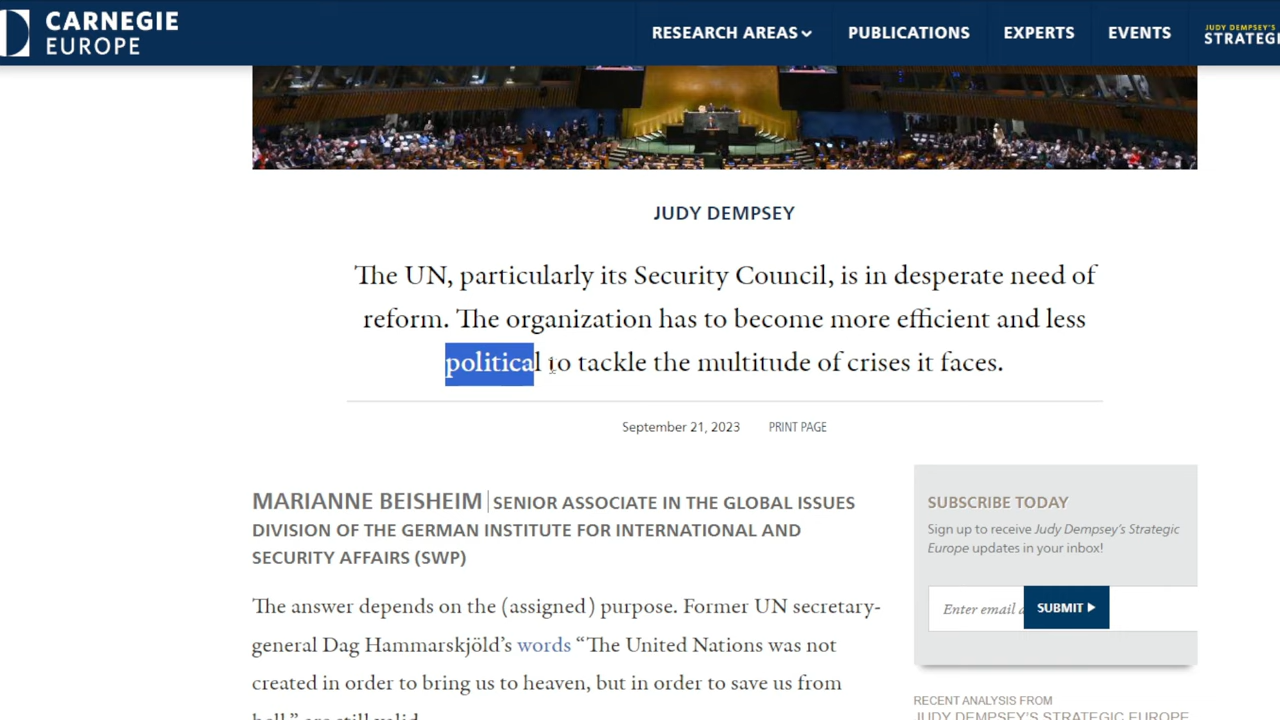 CARNEGIE
EUROPE
RESEARCH AREAS
PUBLICATIONS
EXPERTS
EVENTS
JUDY DEMPSEY'S
STRATEGI
JUDY DEMPSEY
The UN, particularly its Security Council, is in desperate need of
reform. The organization has to become more efficient and less
political to tackle the multitude of crises it faces.
September 21, 2023
PRINT PAGE
MARIANNE BEISHEIM | SENIOR ASSOCIATE IN THE GLOBAL ISSUES
DIVISION OF THE GERMAN INSTITUTE FOR INTERNATIONAL AND
SECURITY AFFAIRS (SWP)
The answer depends on the (assigned) purpose. Former UN secretary-
general Dag Hammarskjöld's words “The United Nations was not
created in order to bring us to heaven, but in order to save us from
hell,” are still valid.
SUBSCRIBE TODAY
Sign up to receive Judy Dempsey's Strategic
Europe updates in your inbox!
Enter email a
SUBMIT
RECENT ANALYSIS FROM
JUDY DEMPSEY'S STRATEGIC EUROPE